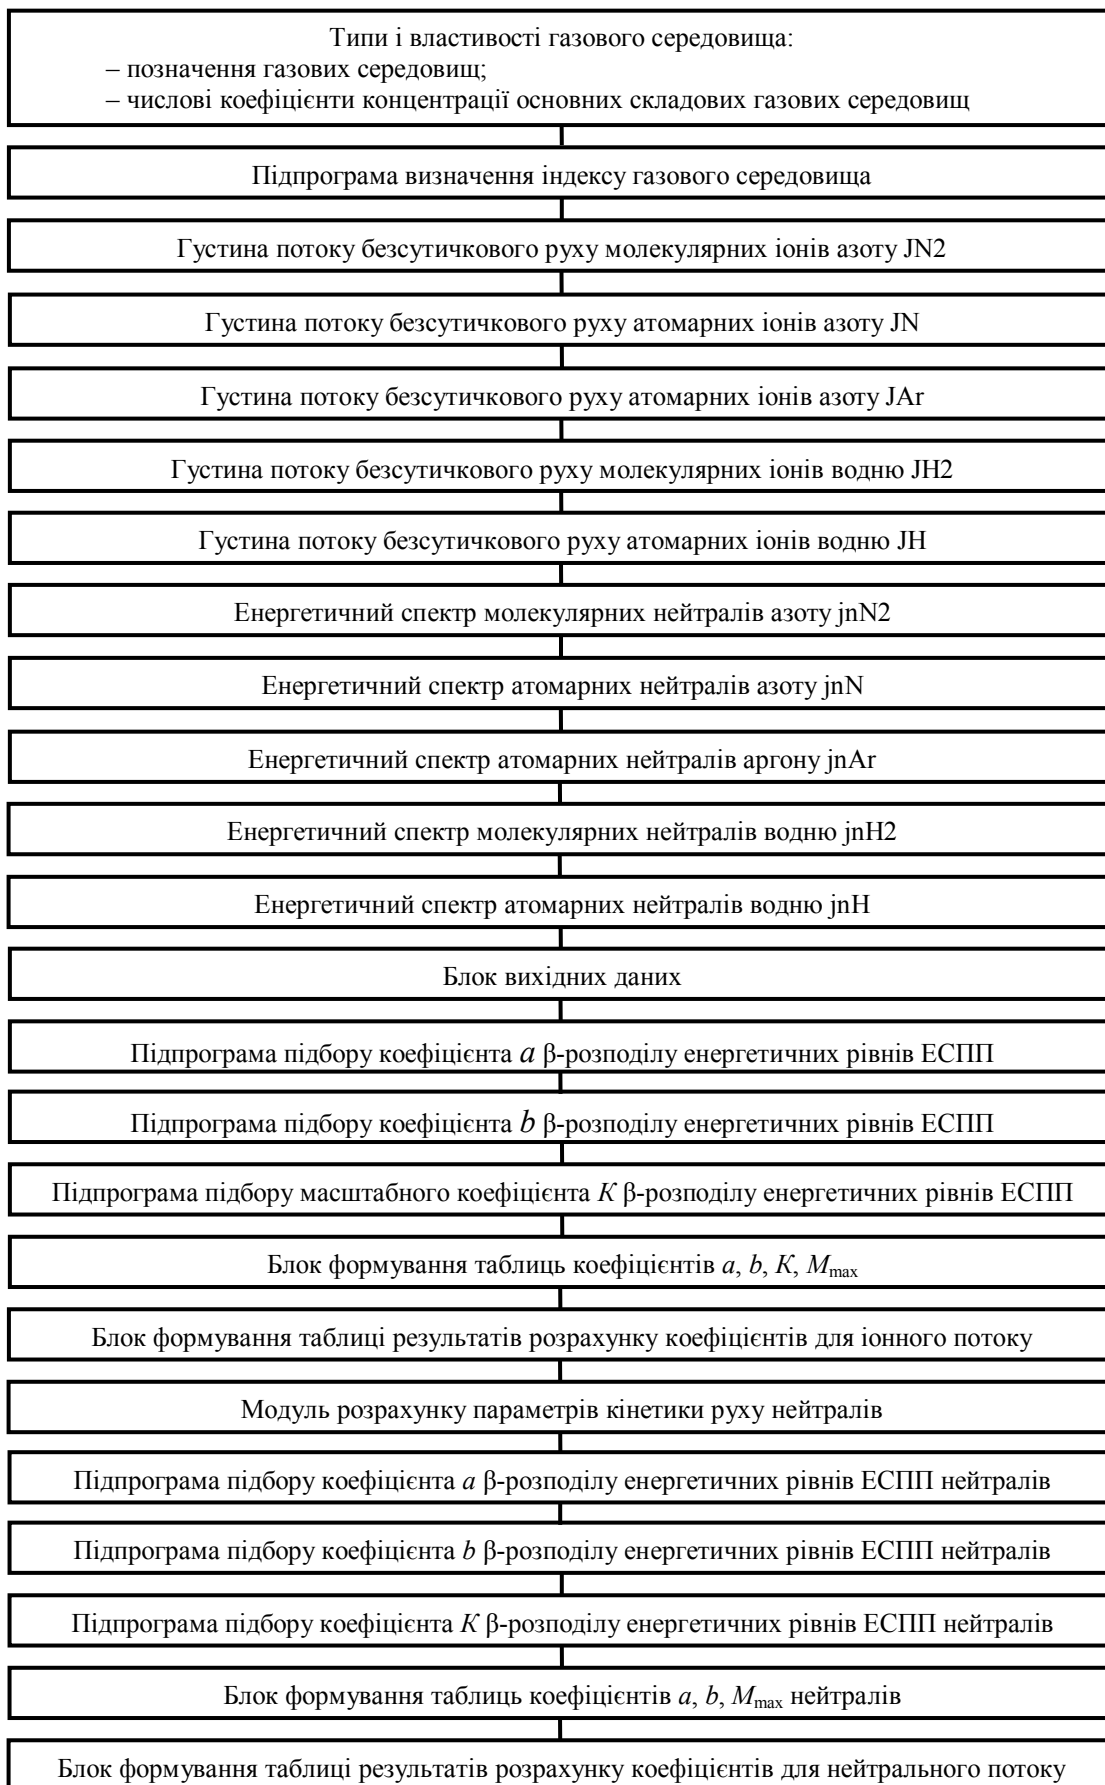 Типи і властивості газового середовища:
– позначення газових середовищ;
– числові коефіцієнти концентрації основних складових газових середовищ
Підпрограма визначення індексу газового середовища
Густина потоку безсутичкового руху молекулярних іонів азоту JN2
Густина потоку безсутичкового руху атомарних іонів азоту JN
Густина потоку безсутичкового руху атомарних іонів азоту JAr
Густина потоку безсутичкового руху молекулярних іонів водню JH2
Густина потоку безсутичкового руху атомарних іонів водню JH
Енергетичний спектр молекулярних нейтралів азоту jnN2
Енергетичний спектр атомарних нейтралів азоту jnN
Енергетичний спектр атомарних нейтралів аргону jnAr
Енергетичний спектр молекулярних нейтралів водню jnH2
Енергетичний спектр атомарних нейтралів водню jnH
Блок вихідних даних
Підпрограма підбору коефіцієнта a β-розподілу енергетичних рівнів ЕСПП
Підпрограма підбору коефіцієнта b β-розподілу енергетичних рівнів ЕСПП
Підпрограма підбору масштабного коефіцієнта К β-розподілу енергетичних рівнів ЕСПП
Блок формування таблиць коефіцієнтів a, b, К, Mmax
Блок формування таблиці результатів розрахунку коефіцієнтів для іонного потоку
Модуль розрахунку параметрів кінетики руху нейтралів
Підпрограма підбору коефіцієнта a β-розподілу енергетичних рівнів ЕСПП нейтралів
Підпрограма підбору коефіцієнта b β-розподілу енергетичних рівнів ЕСПП нейтралів
Підпрограма підбору коефіцієнта К β-розподілу енергетичних рівнів ЕСПП нейтралів
Блок формування таблиць коефіцієнтів a, b, Mmax нейтралів
Блок формування таблиці результатів розрахунку коефіцієнтів для нейтрального потоку